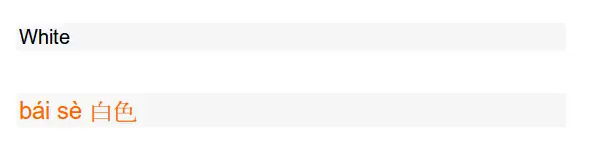 White
bái sè 白色